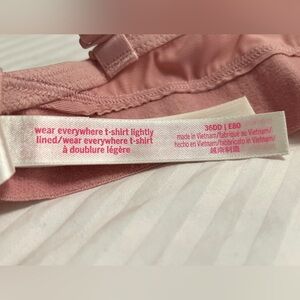 wear everywhere t-shirt lightly
lined/wear everywhere t-shirt
à doublure légère
36DD | E80
made in Vietnam/fabriqué au Vietnam/
hecho en Vietnam/fabbricato in Vietnam/
越南制造